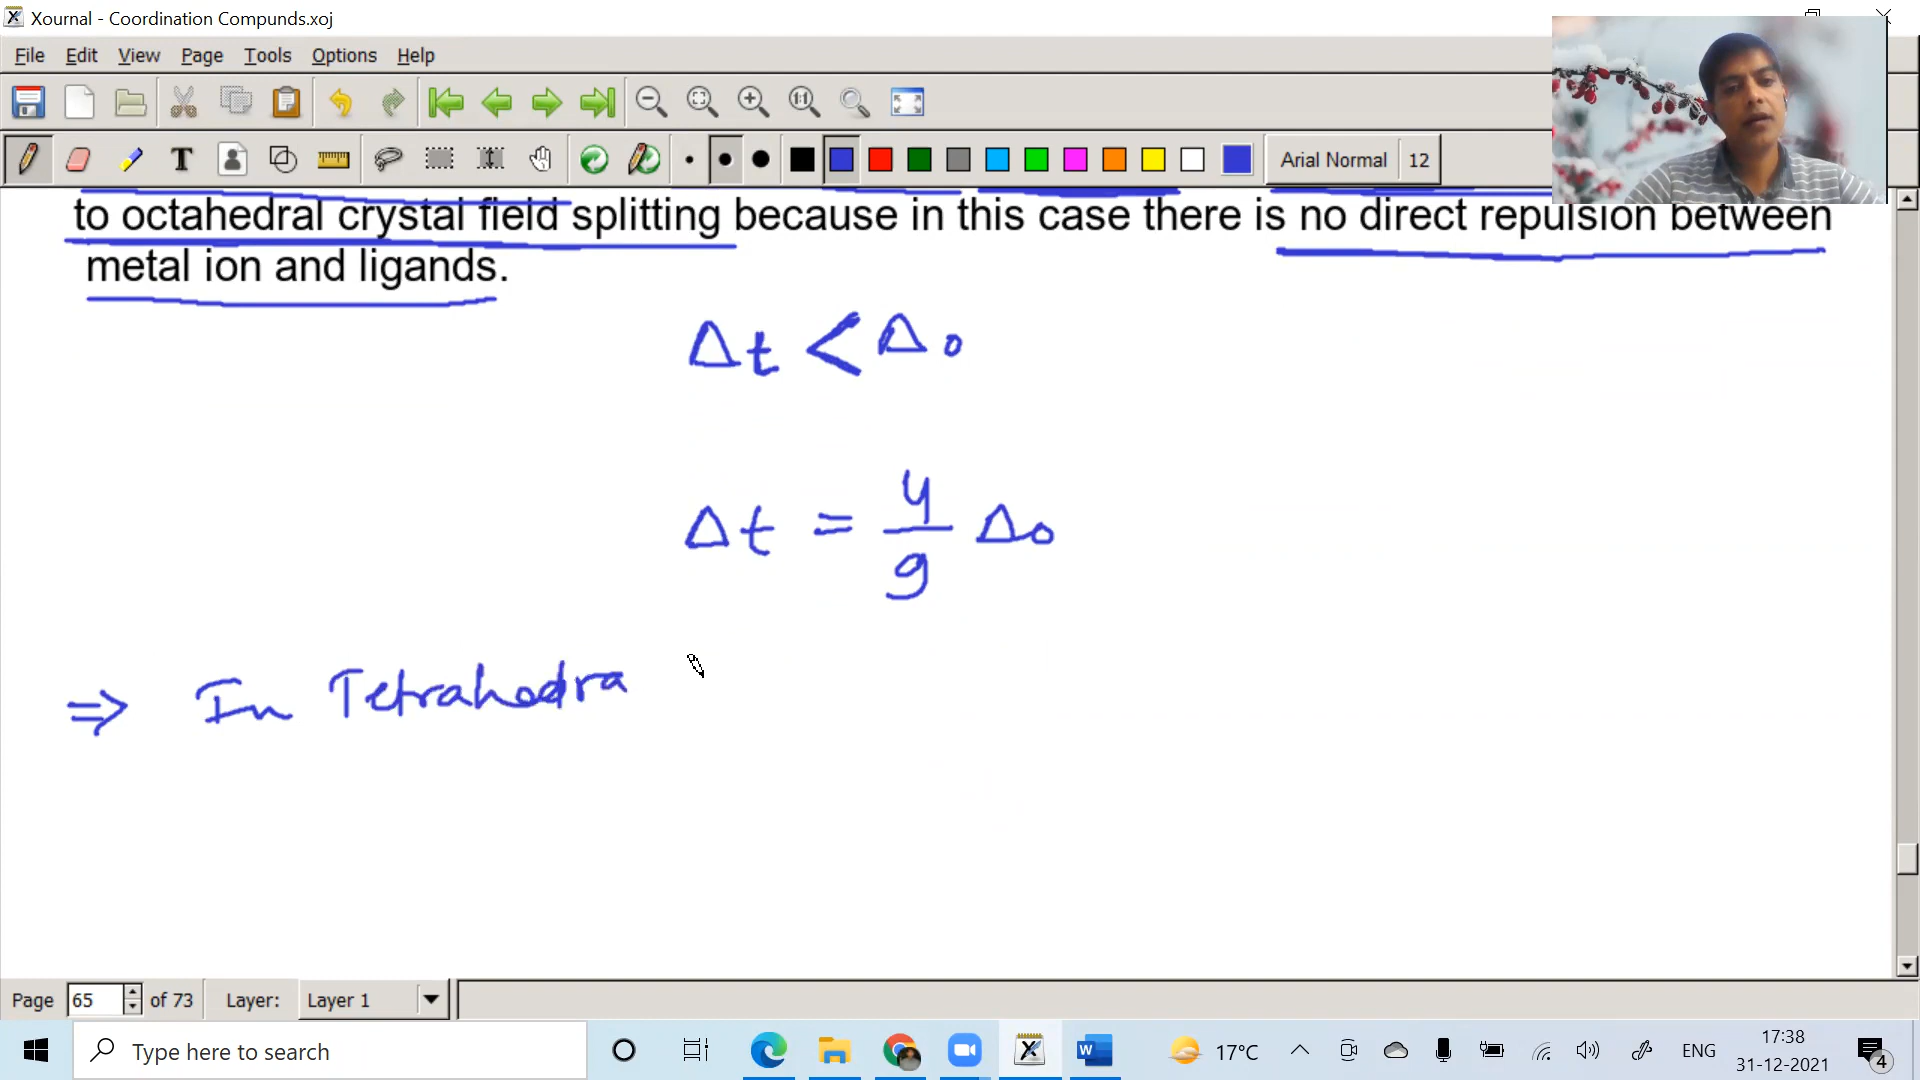 Xournal - Coordination Compunds.xoj
File Edit View Page Tools Options Help
Arial Normal 12
to octahedral crystal field splitting because in this case there is no direct repulsion between
metal ion and ligands.
Δt < Δo
Δt = 4/9 Δo
⇒ In Tetrahedra
Page 65 of 73 Layer: Layer 1
Type here to search
17°C
ENG
17:38
31-12-2021
4